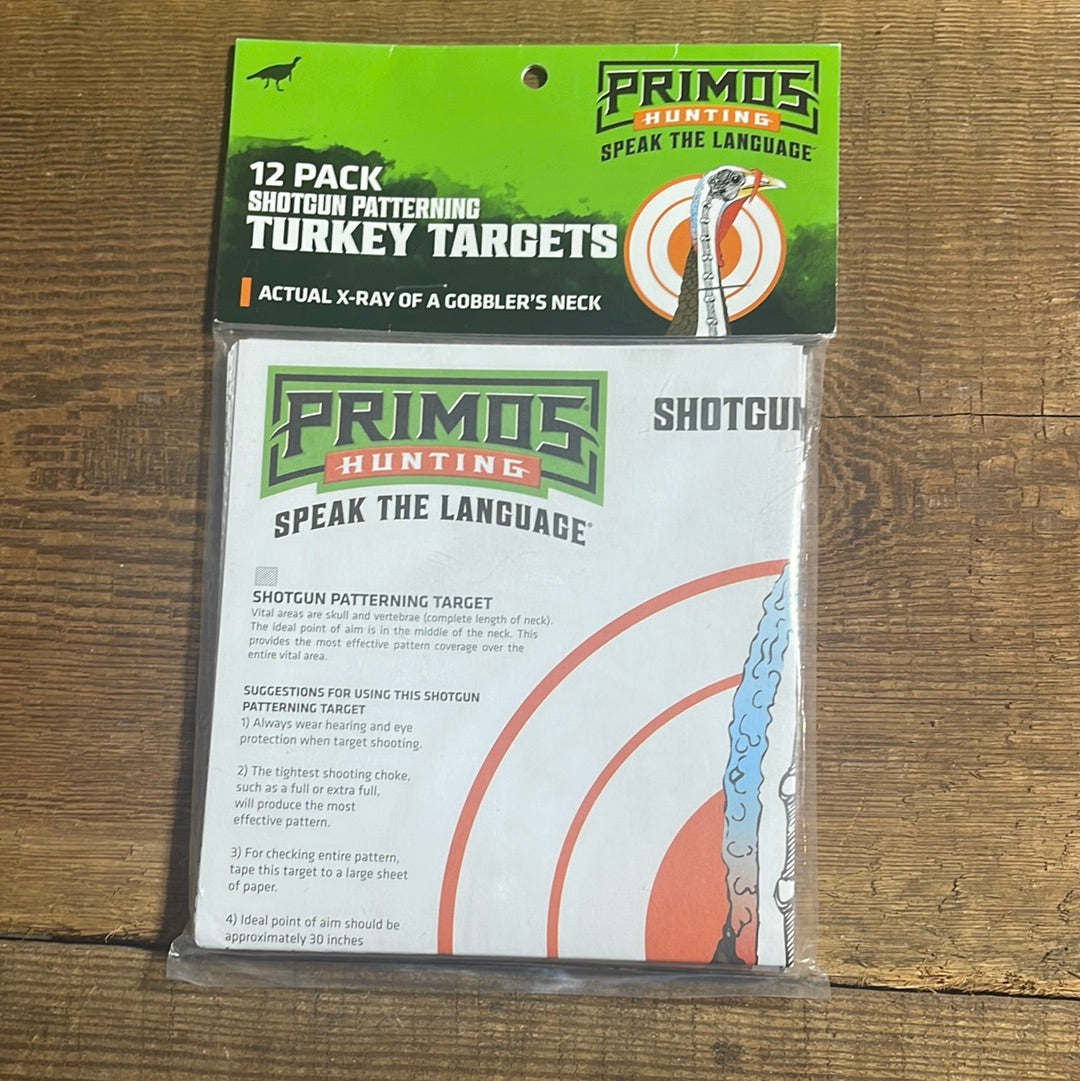 PRIMOS
HUNTING
SPEAK THE LANGUAGE
12 PACK
SHOTGUN PATTERNING
TURKEY TARGETS
ACTUAL X-RAY OF A GOBBLER'S NECK
PRIMOS
HUNTING
SPEAK THE LANGUAGE
SHOTGUN
SHOTGUN PATTERNING TARGET
Vital areas are skull and vertebrae (complete length of neck).
The ideal point of aim is in the middle of the neck. This
provides the most effective pattern coverage over the
entire vital area.
SUGGESTIONS FOR USING THIS SHOTGUN
PATTERNING TARGET
1) Always wear hearing and eye
protection when target shooting.
2) The tightest shooting choke,
such as a full or extra full,
will produce the most
effective pattern.
3) For checking entire pattern,
tape this target to a large sheet
of paper.
4) Ideal point of aim should be
approximately 30 inches